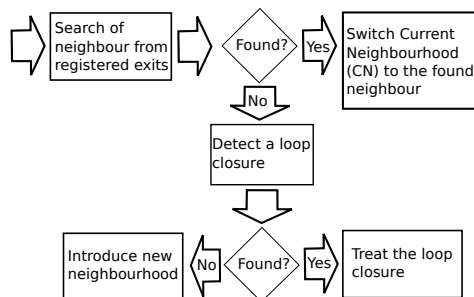 Search of
neighbour from
registered exits
Found?
Yes
Switch Current
Neighbourhood
(CN) to the found
neighbour
No
Detect a loop
closure
Introduce new
neighbourhood
No
Found?
Yes
Treat the loop
closure